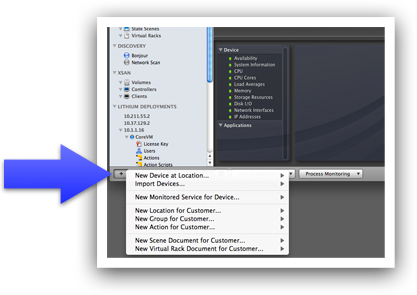 State Scenes
Virtual Racks
DISCOVERY
Bonjour
Network Scan
XSAN
Volumes
Controllers
Clients
LITHIUM DEPLOYMENTS
10.211.55.2
10.37.129.2
10.1.1.16
CoreVM
License Key
Users
Actions
Action Scripts
Device
Availability
System Information
CPU
CPU Cores
Load Averages
Memory
Storage Resources
Disk I/O
Network Interfaces
IP Addresses
Applications
+
Process Monitoring
New Device at Location...
Import Devices...
New Monitored Service for Device...
New Location for Customer...
New Group for Customer...
New Action for Customer...
New Scene Document for Customer...
New Virtual Rack Document for Customer...